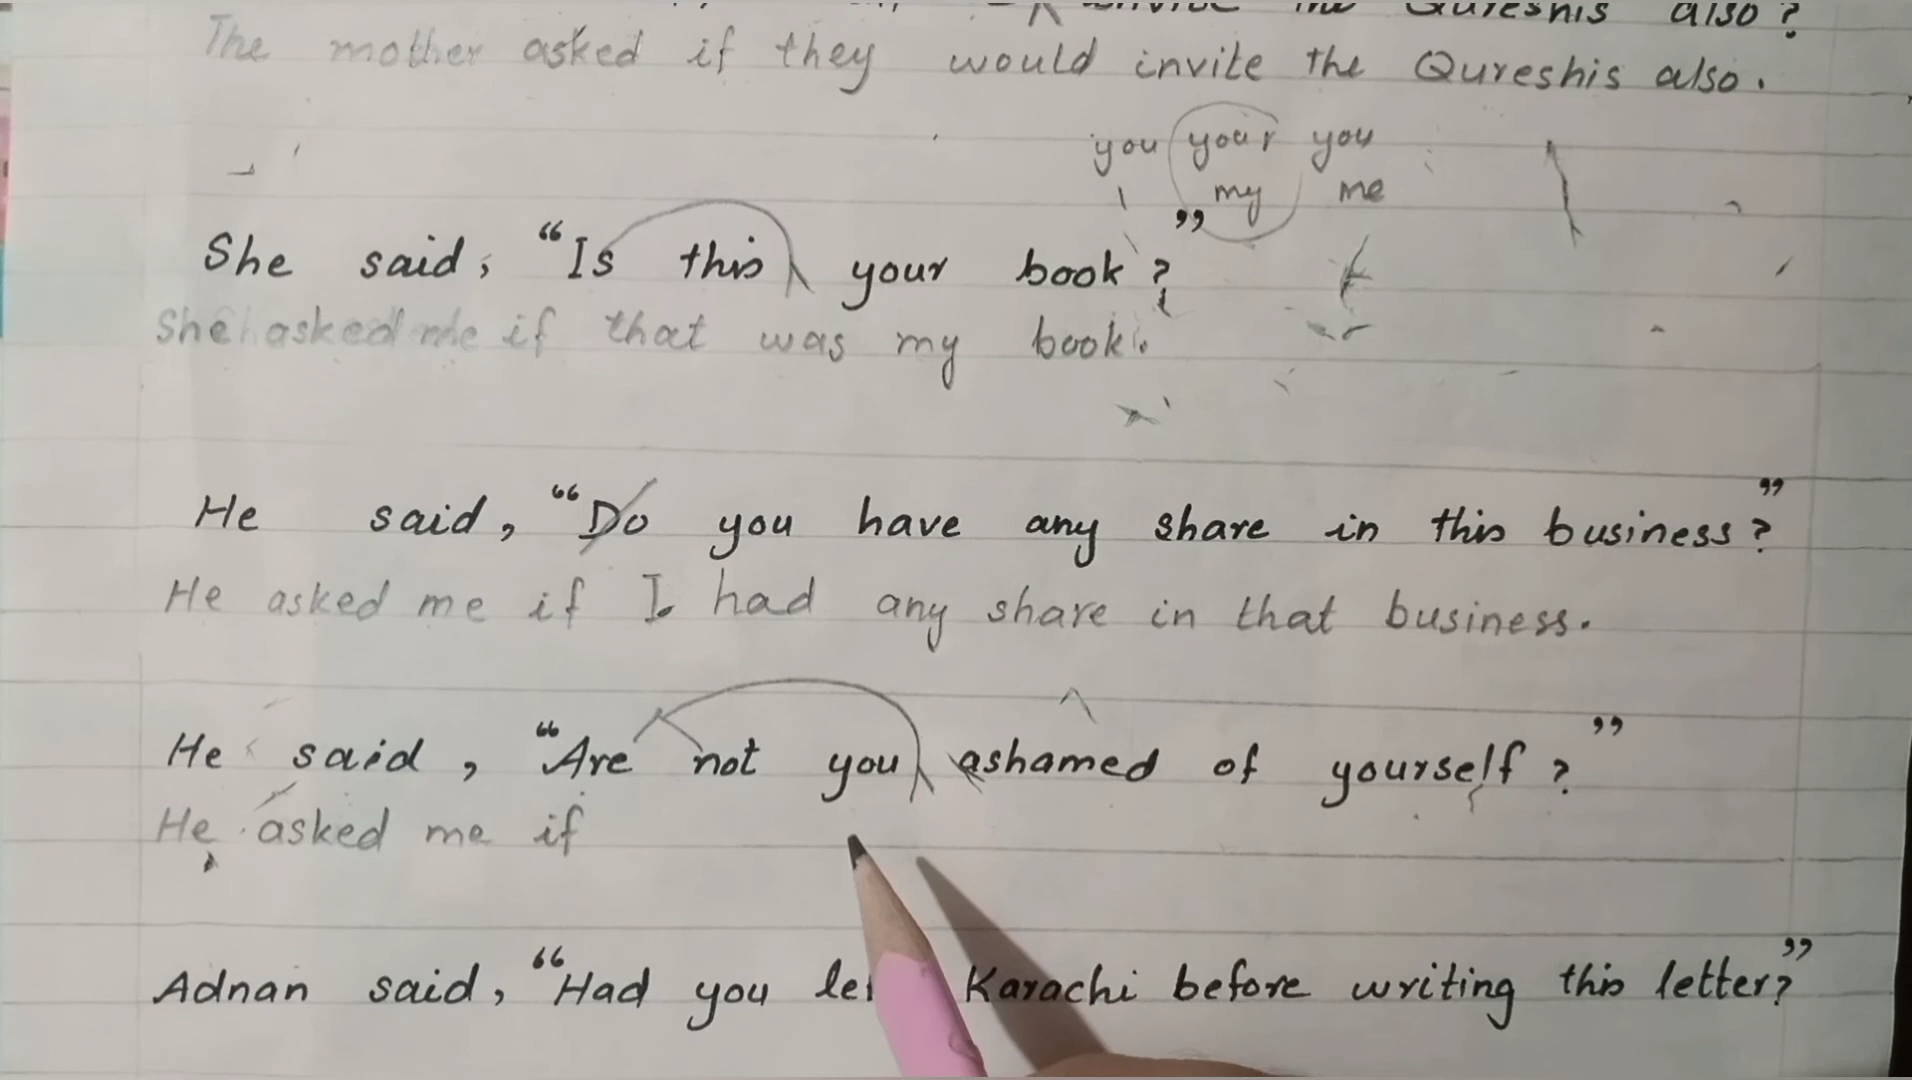 Qureshis also?
The mother asked if they would invite the Qureshis also.
you your you
I my me
She said, "Is this your book?"
She asked me if that was my book.
He said, "Do you have any share in this business?"
He asked me if I had any share in that business.
He said, "Are not you ashamed of yourself?"
He asked me if
Adnan said, "Had you Karachi before writing this letter?"